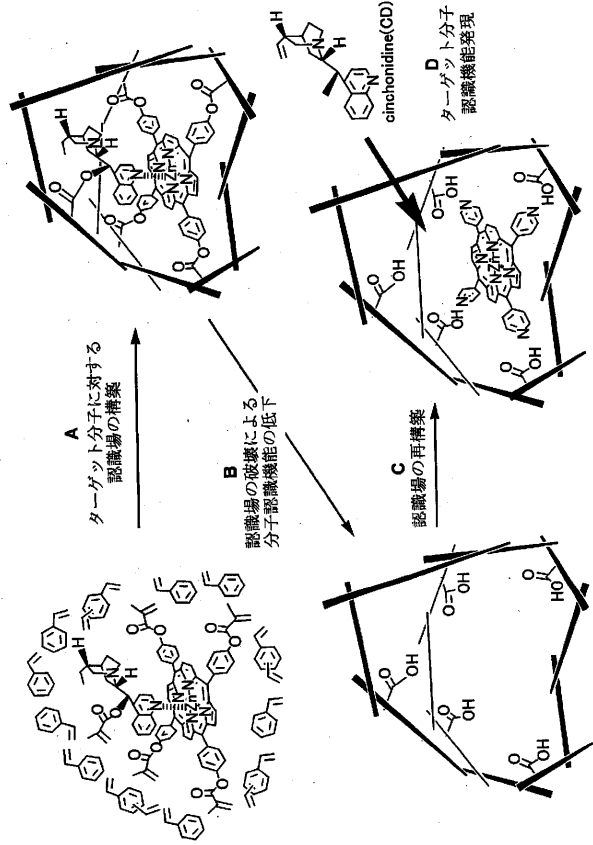 A
ターゲット分子に対する
認識場の構築
B
認識場の破壊による
分子認識機能の低下
C
認識場の再構築
cinchonidine(CD)
D
ターゲット分子
認識機能発現